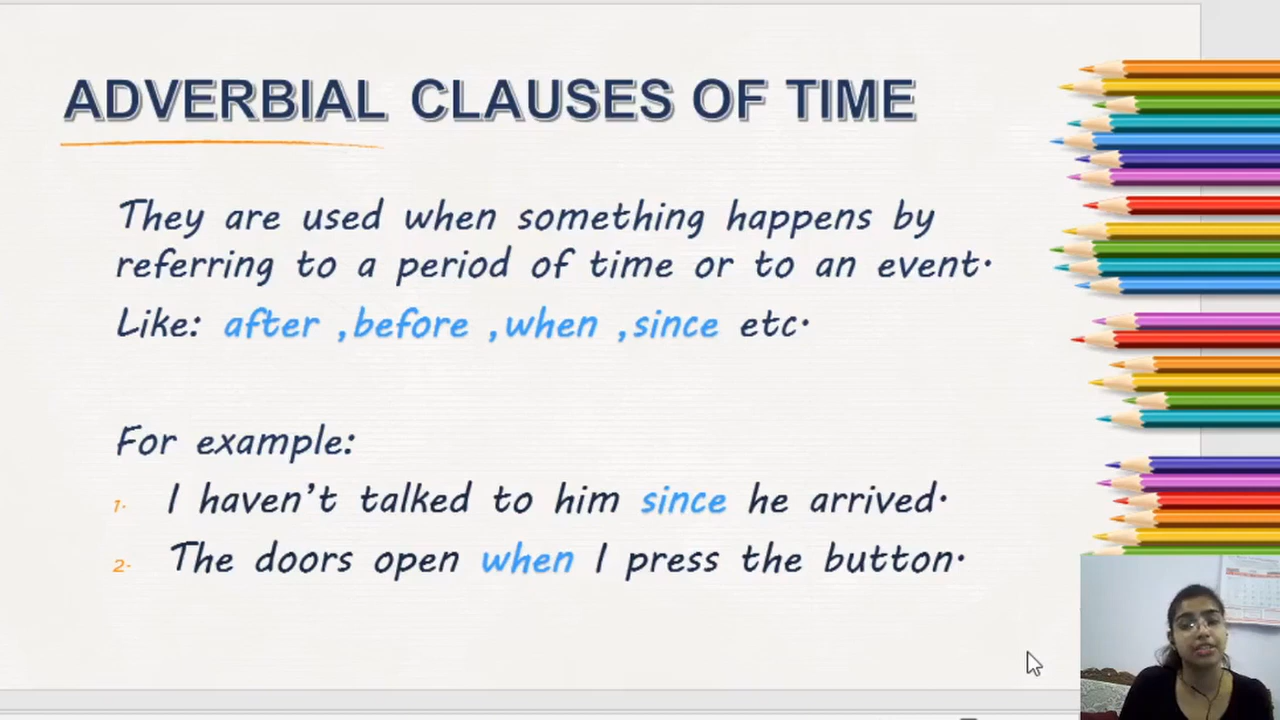 ADVERBIAL CLAUSES OF TIME
They are used when something happens by
referring to a period of time or to an event.
Like: after ,before ,when ,since etc.
For example:
1. I haven't talked to him since he arrived.
2. The doors open when I press the button.